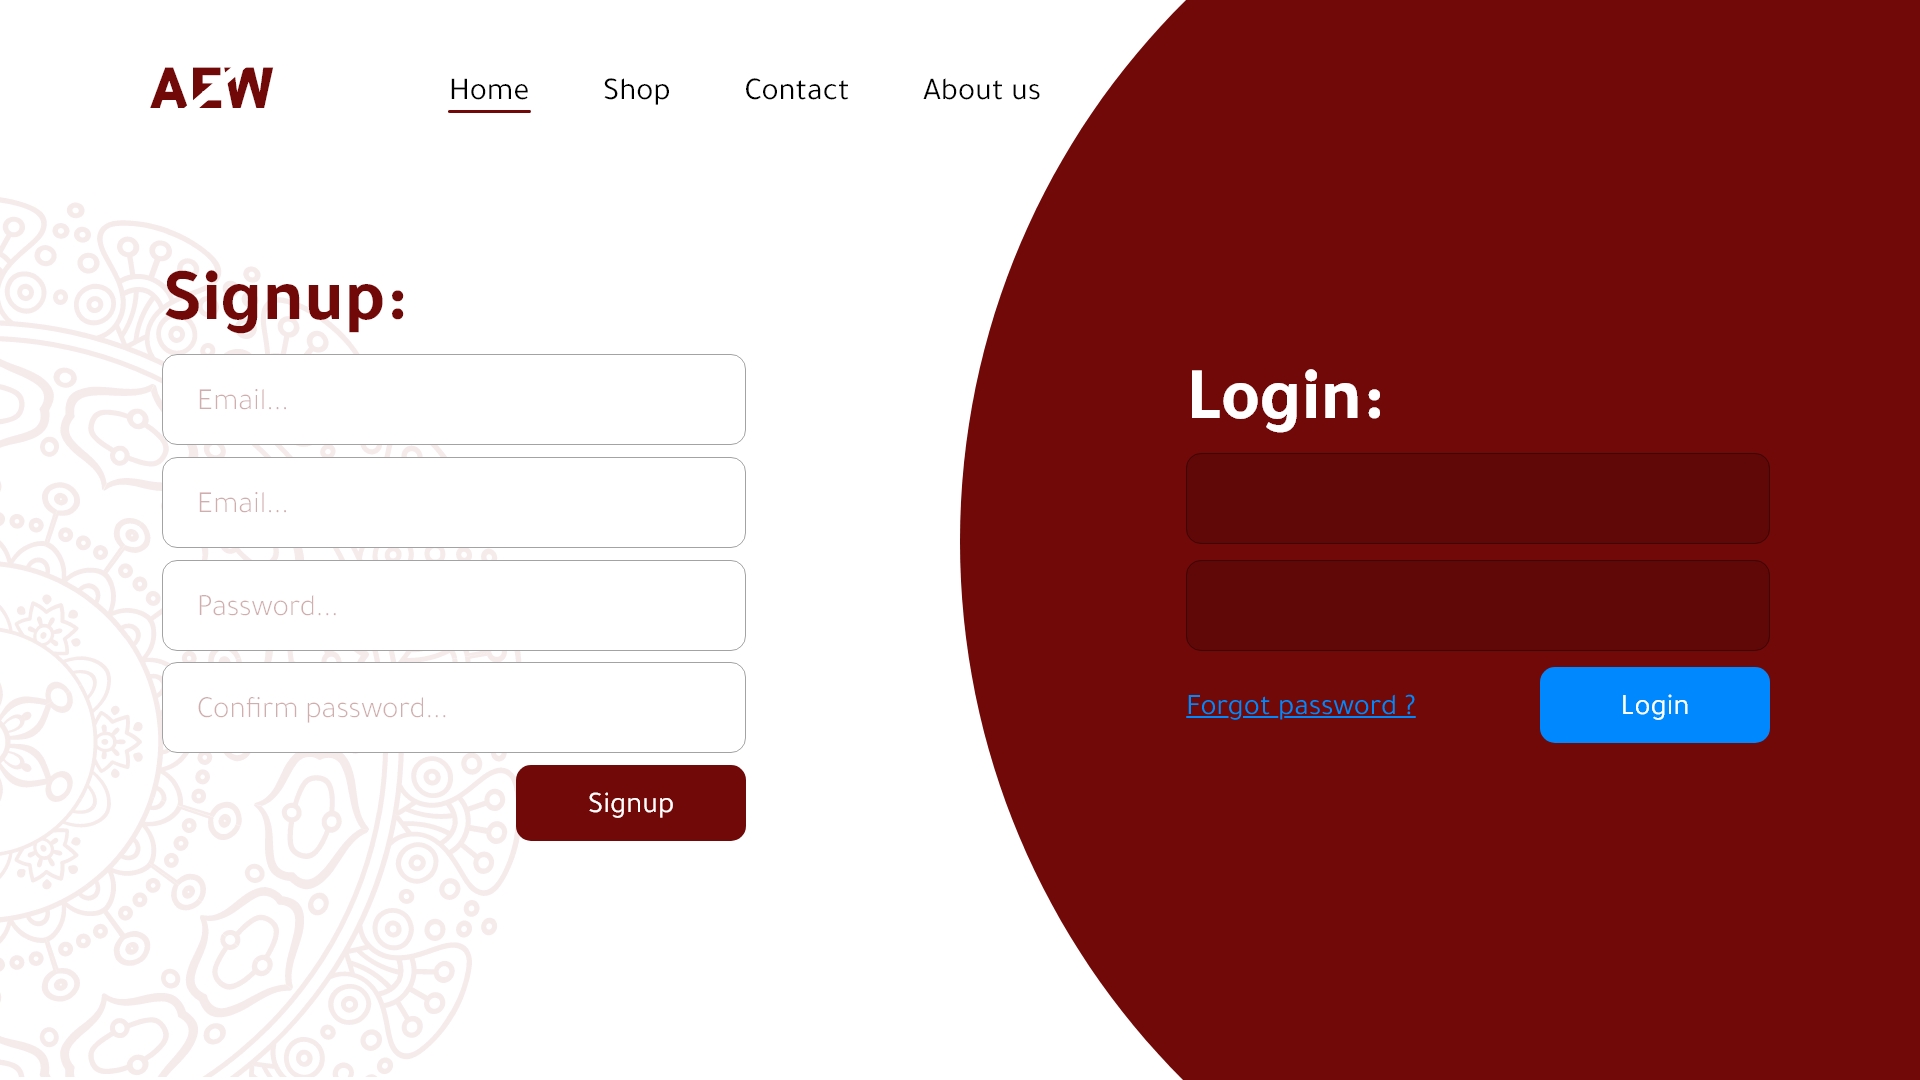 AEW
Home Shop Contact About us
Signup:
Email...
Email...
Password...
Confirm password...
Signup
Login:
Forgot password ?
Login